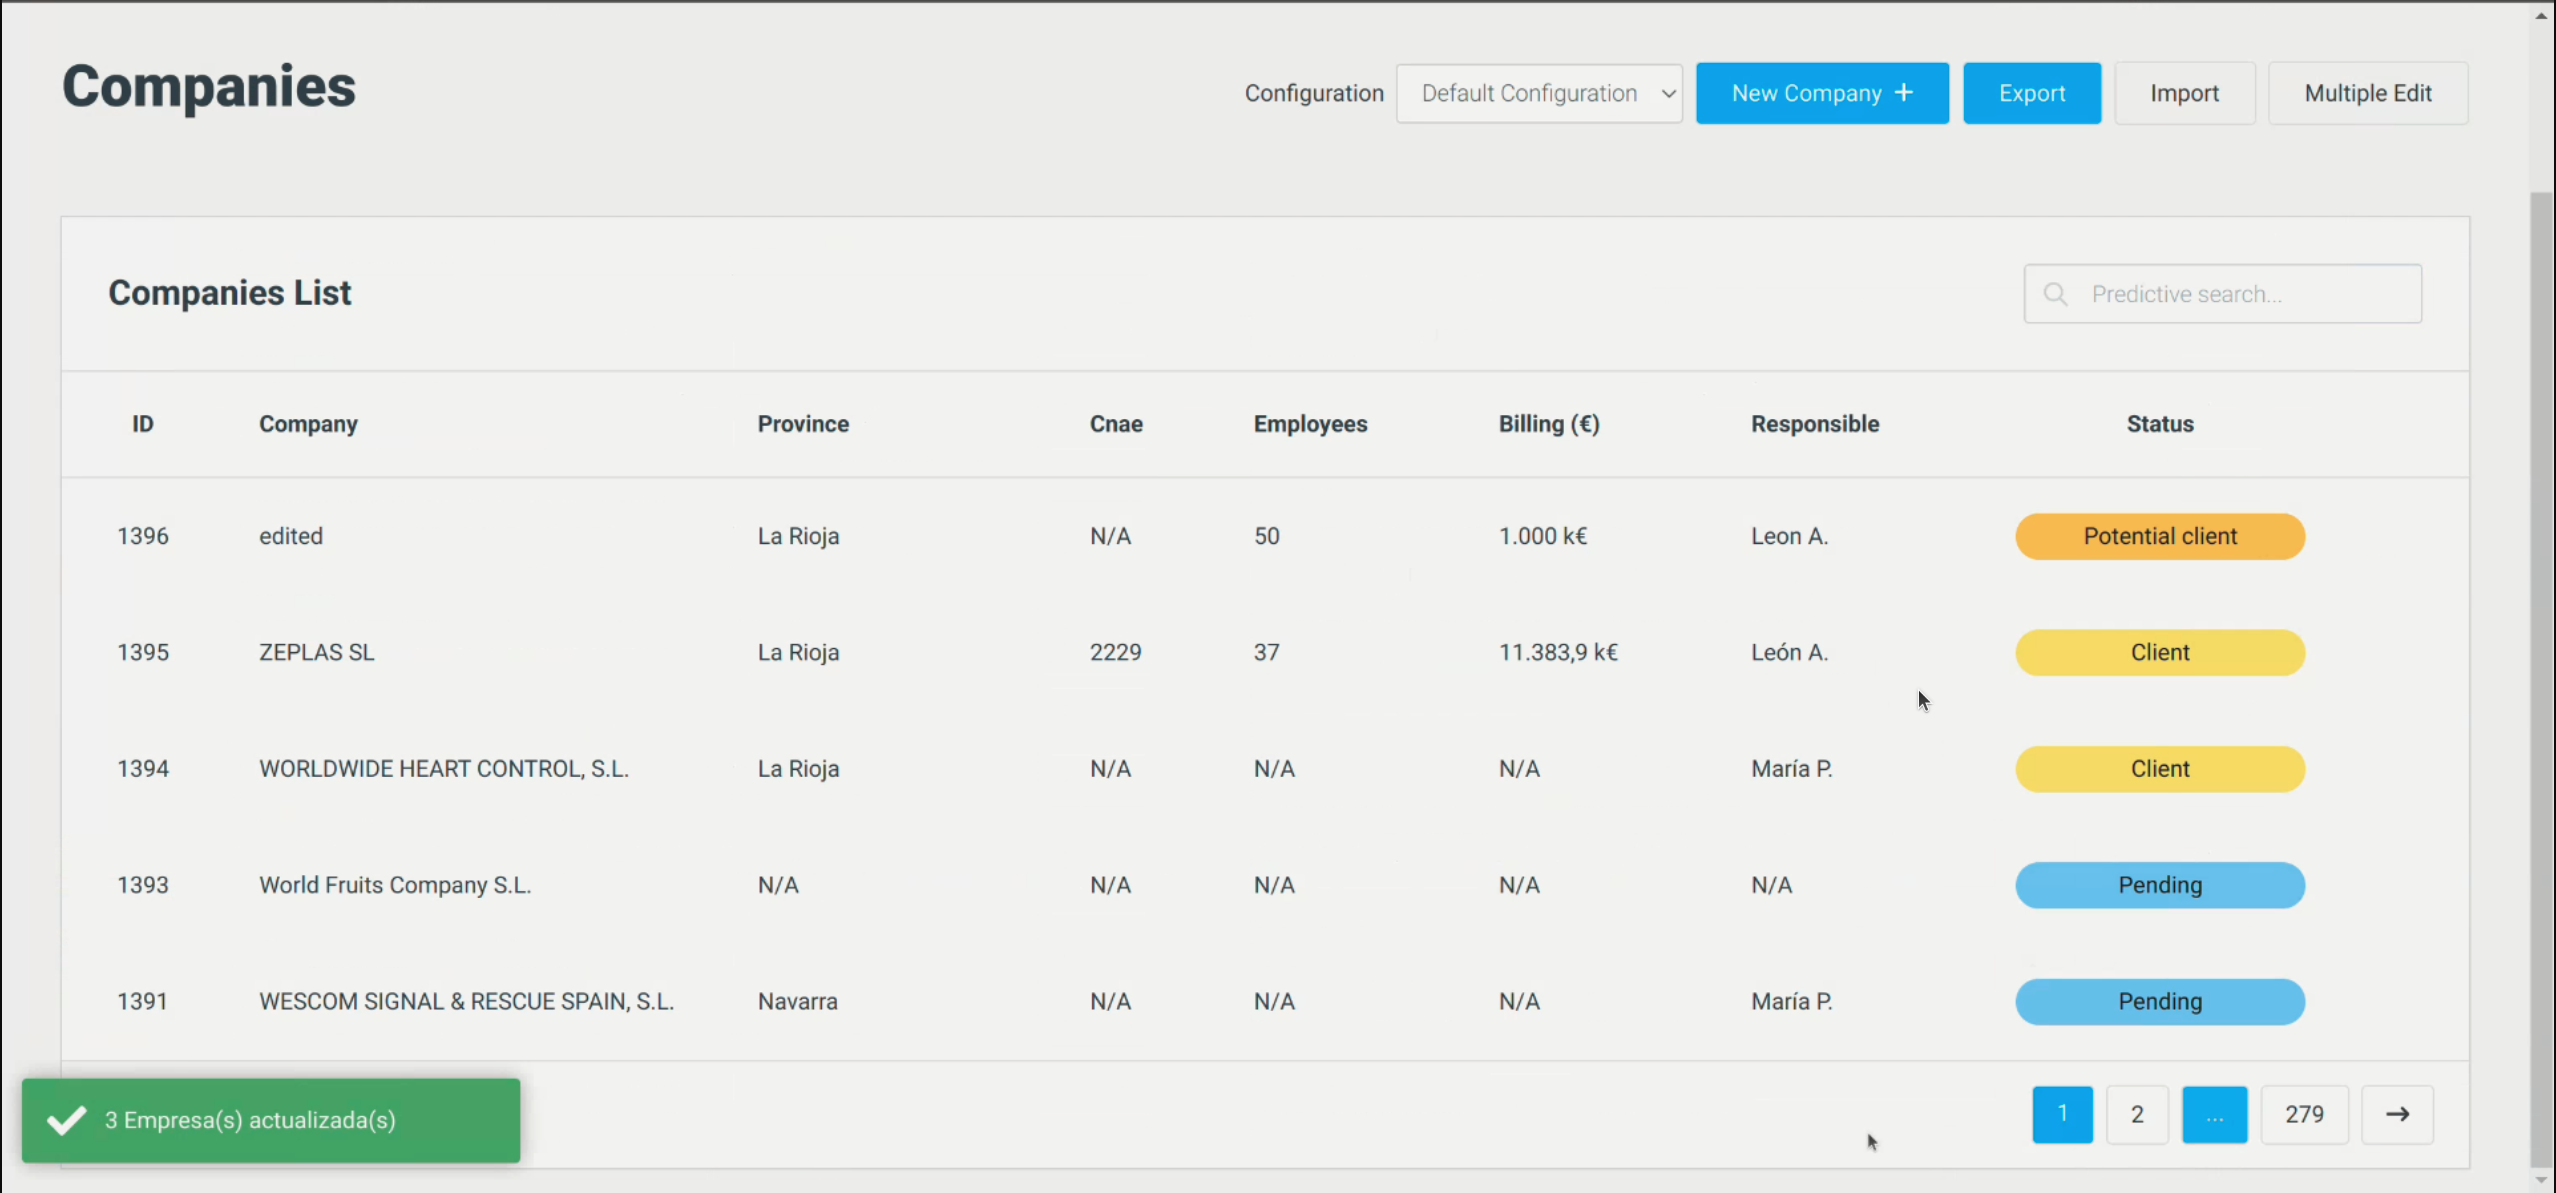 Companies
Configuration Default Configuration New Company + Export Import Multiple Edit
Companies List
Predictive search...
ID Company Province Cnae Employees Billing (€) Responsible Status
1396 edited La Rioja N/A 50 1.000 k€ Leon A. Potential client
1395 ZEPLAS SL La Rioja 2229 37 11.383,9 k€ León A. Client
1394 WORLDWIDE HEART CONTROL, S.L. La Rioja N/A N/A N/A María P. Client
1393 World Fruits Company S.L. N/A N/A N/A N/A N/A Pending
1391 WESCOM SIGNAL & RESCUE SPAIN, S.L. Navarra N/A N/A N/A María P. Pending
3 Empresa(s) actualizada(s)
1 2 ... 279 →